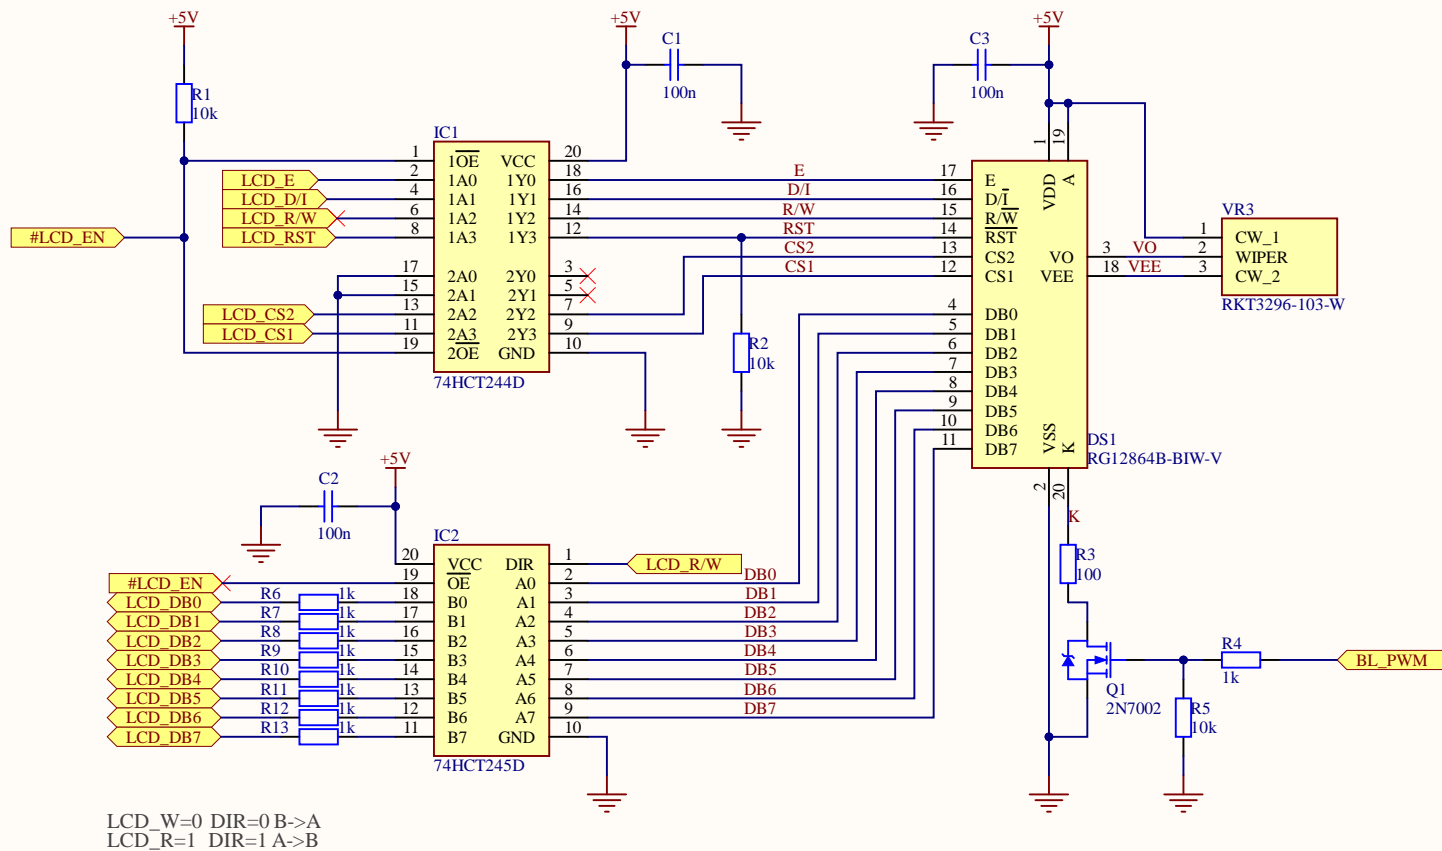 +5V
+5V
+5V
C1
100n
C3
100n
R1
10k
IC1
1 1OE VCC 20
LCD_E 2 1A0 1Y0 18 E 17 E
LCD_D/I 4 1A1 1Y1 16 D/I 16 D/I
LCD_R/W 6 1A2 1Y2 14 R/W 15 R/W
#LCD_EN LCD_RST 8 1A3 1Y3 12 RST 14 RST
CS2 13 CS2
17 2A0 2Y0 3 CS1 12 CS1
15 2A1 2Y1 5
LCD_CS2 13 2A2 2Y2 7
LCD_CS1 11 2A3 2Y3 9
19 2OE GND 10
74HCT244D
R2
10k
1 19
VDD A
VR3
1 CW_1
VO 3 VO 2 WIPER
VEE 18 VEE 3 CW_2
RKT3296-103-W
4 DB0
5 DB1
6 DB2
7 DB3
8 DB4
9 DB5
10 DB6
11 DB7
VSS K
DS1
RG12864B-BIW-V
2 20
K
R3
100
+5V
C2
100n
IC2
20 VCC DIR 1 LCD_R/W
#LCD_EN 19 OE A0 2 DB0
LCD_DB0 R6 1k 18 B0 A1 3 DB1
LCD_DB1 R7 1k 17 B1 A2 4 DB2
LCD_DB2 R8 1k 16 B2 A3 5 DB3
LCD_DB3 R9 1k 15 B3 A4 6 DB4
LCD_DB4 R10 1k 14 B4 A5 7 DB5
LCD_DB5 R11 1k 13 B5 A6 8 DB6
LCD_DB6 R12 1k 12 B6 A7 9 DB7
LCD_DB7 R13 1k 11 B7 GND 10
74HCT245D
Q1
2N7002
R4
1k
BL_PWM
R5
10k
LCD_W=0 DIR=0 B->A
LCD_R=1 DIR=1 A->B